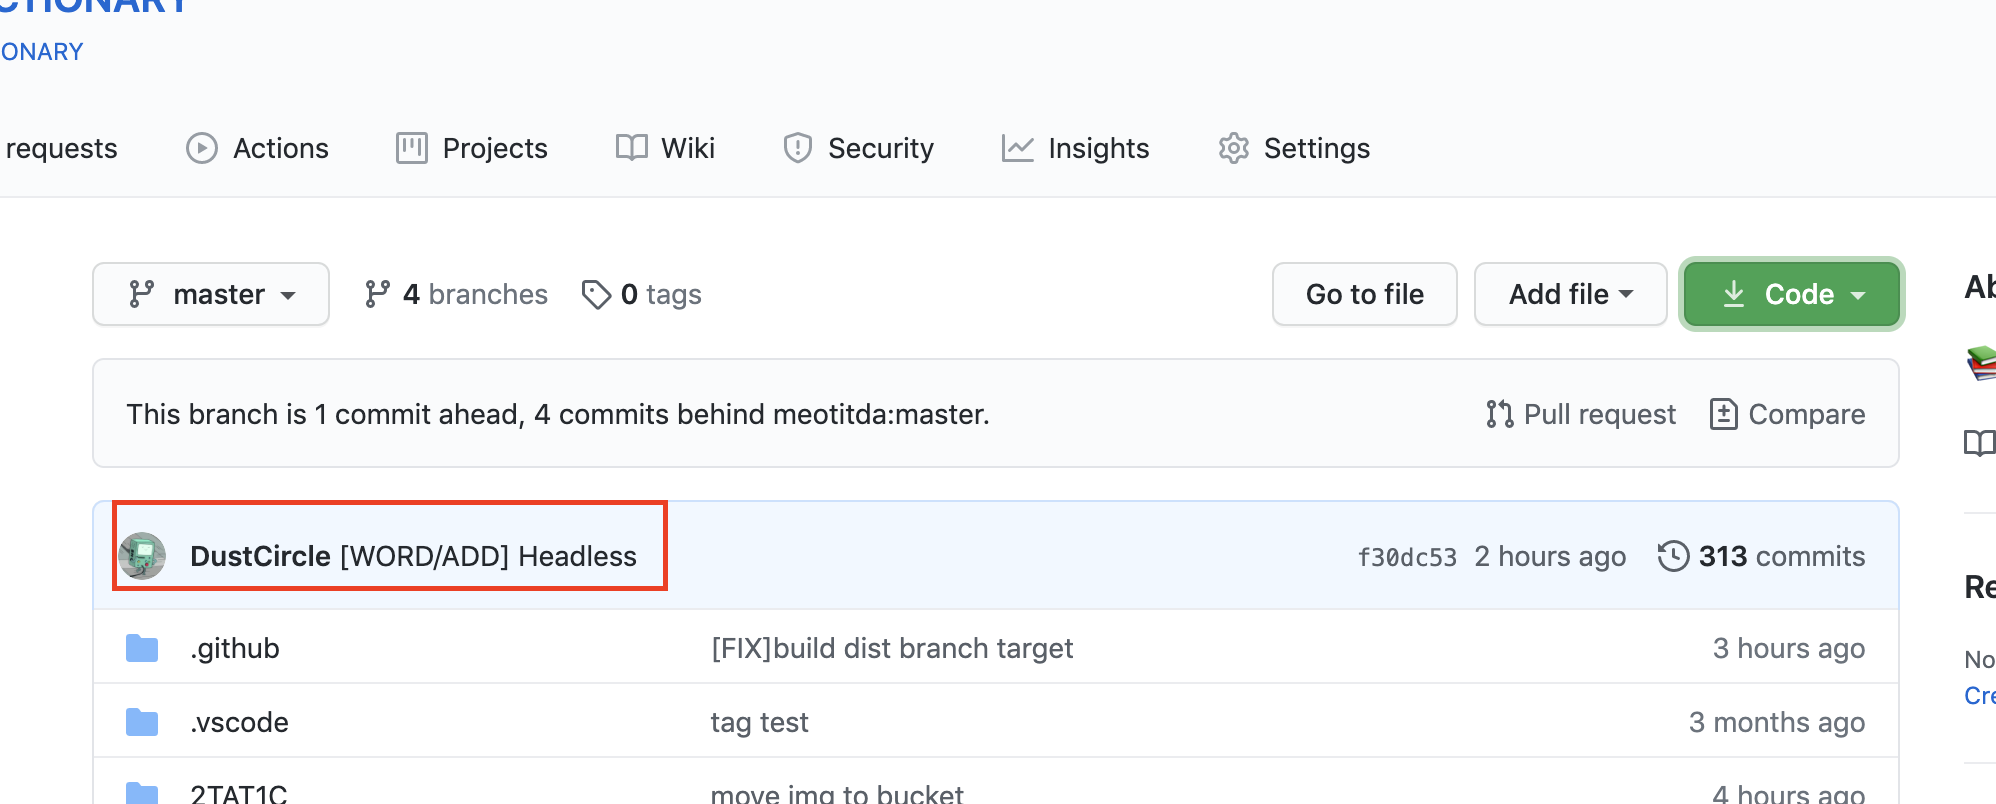 CTIONARY
ONARY
requests Actions Projects Wiki Security Insights Settings
master 4 branches 0 tags Go to file Add file Code
This branch is 1 commit ahead, 4 commits behind meotitda:master. Pull request Compare
DustCircle [WORD/ADD] Headless f30dc53 2 hours ago 313 commits
.github [FIX]build dist branch target 3 hours ago
.vscode tag test 3 months ago
2TAT1C move img to bucket 4 hours ago
Ab
Re
No
Cre